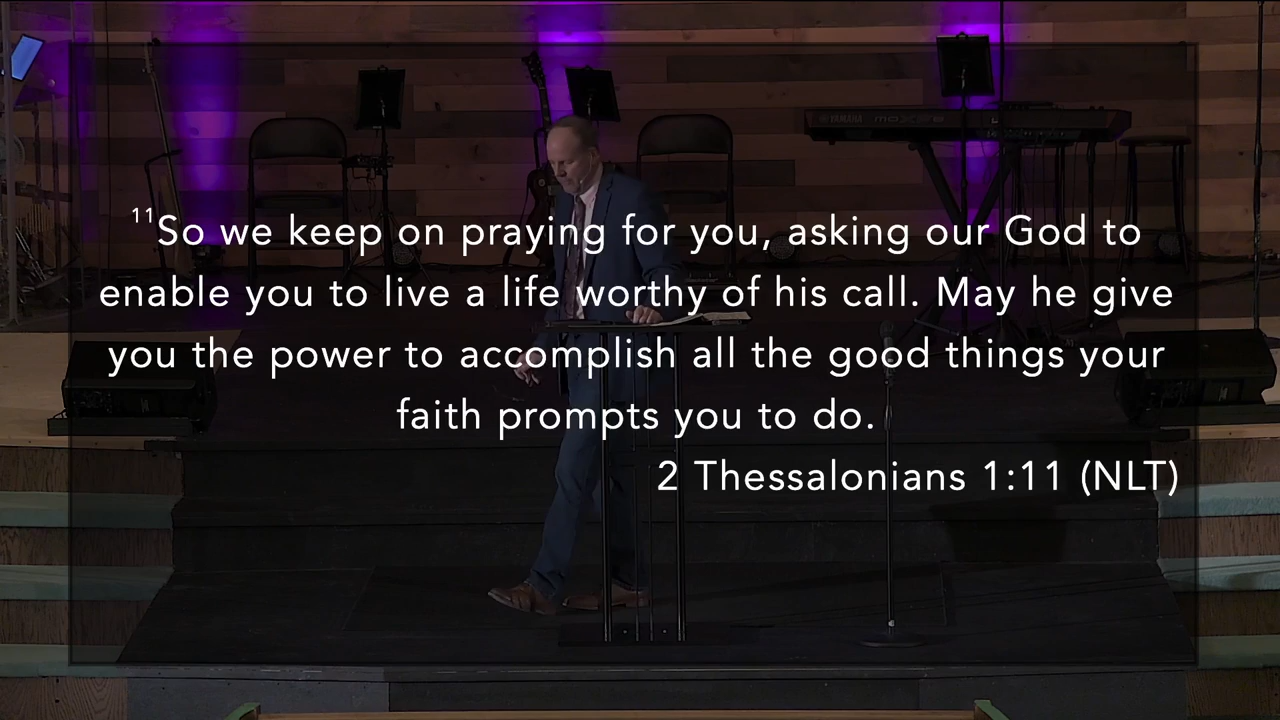 YAMAHA MOXF8
¹¹So we keep on praying for you, asking our God to
enable you to live a life worthy of his call. May he give
you the power to accomplish all the good things your
faith prompts you to do.
2 Thessalonians 1:11 (NLT)